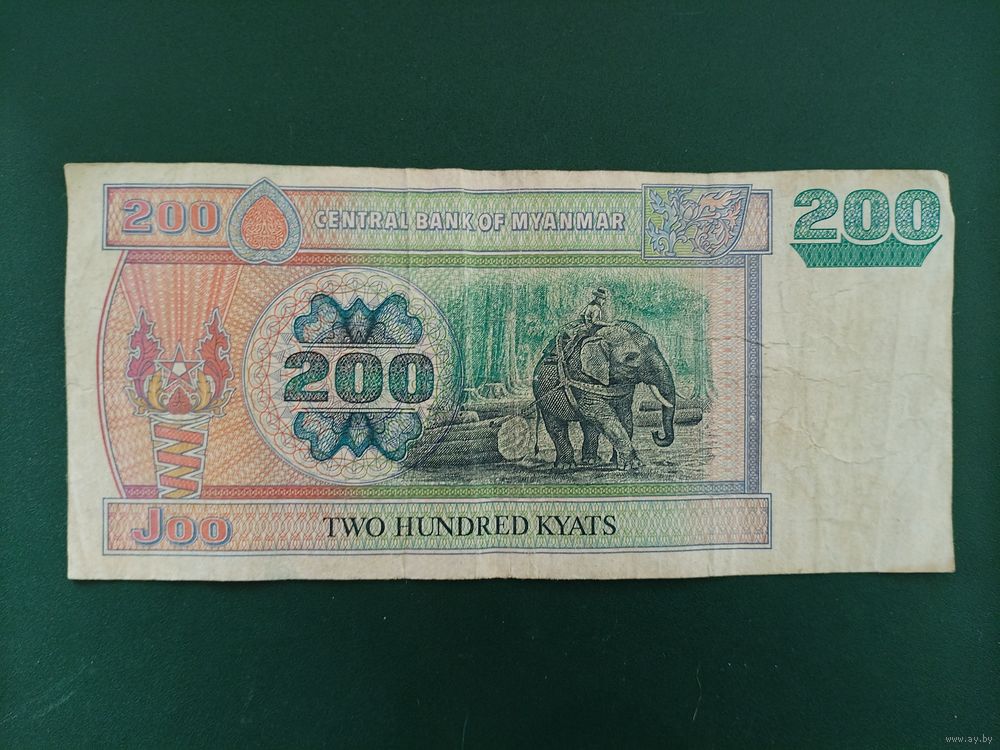 200 CENTRAL BANK OF MYANMAR 200
200
၂၀၀ TWO HUNDRED KYATS
www.ay.by